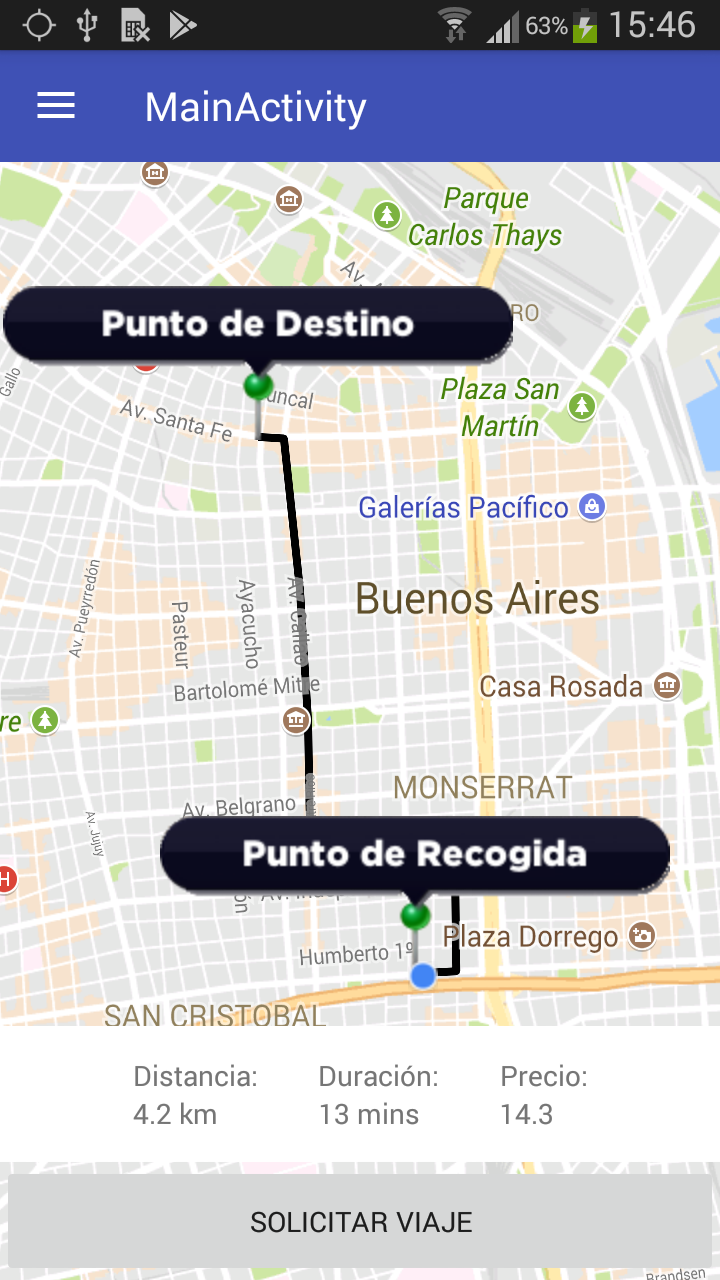 63% 15:46
MainActivity
Parque
Carlos Thays
Av.
Punto de Destino
RO
Gallo
uncal
Av. Santa Fe
Plaza San
Martín
Galerías Pacífico
Av. Pueyrredón
Pasteur
Ayacucho
Av. Callao
Buenos Aires
Bartolomé Mitre
Casa Rosada
re
MONSERRAT
Av. Belgrano
Av. Jujuy
Punto de Recogida
H
ón
Av. Indep
Humberto 1º
Plaza Dorrego
SAN CRISTOBAL
Distancia:
4.2 km
Duración:
13 mins
Precio:
14.3
SOLICITAR VIAJE
Brandsen